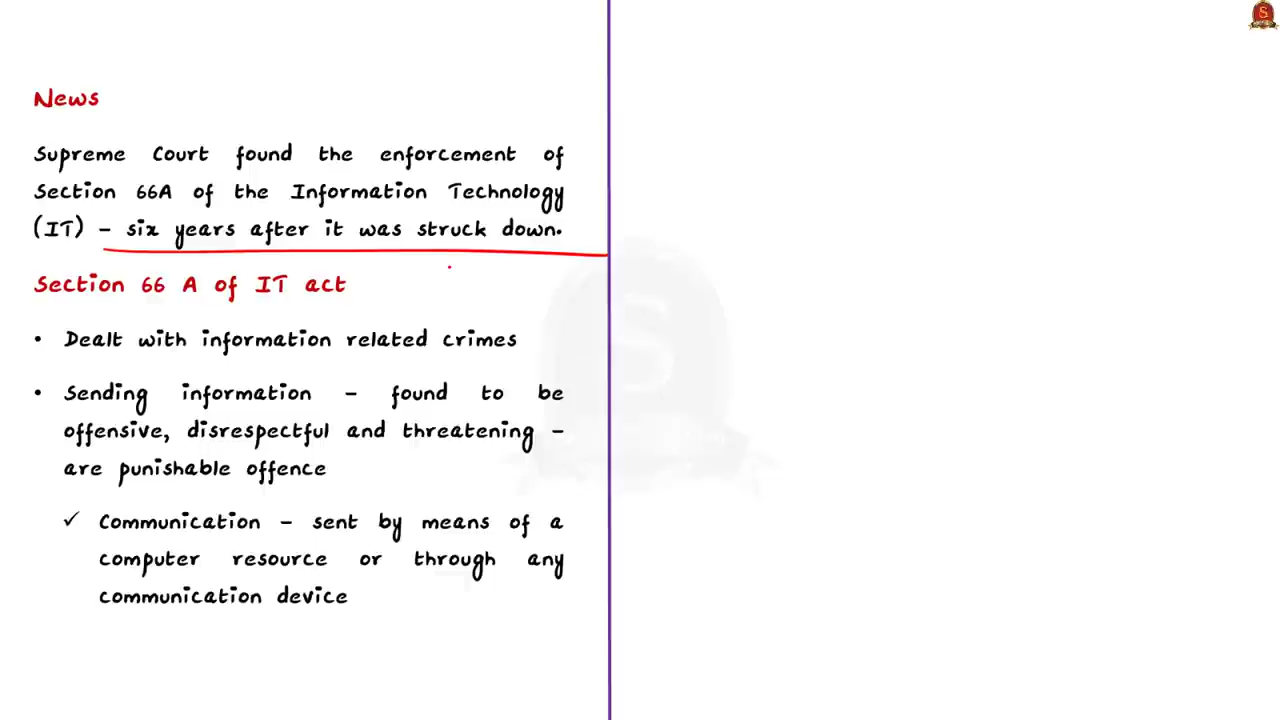 News
Supreme Court found the enforcement of
Section 66A of the Information Technology
(IT) - six years after it was struck down.
Section 66 A of IT act
• Dealt with information related crimes
• Sending information - found to be
offensive, disrespectful and threatening -
are punishable offence
✓ Communication - sent by means of a
computer resource or through any
communication device